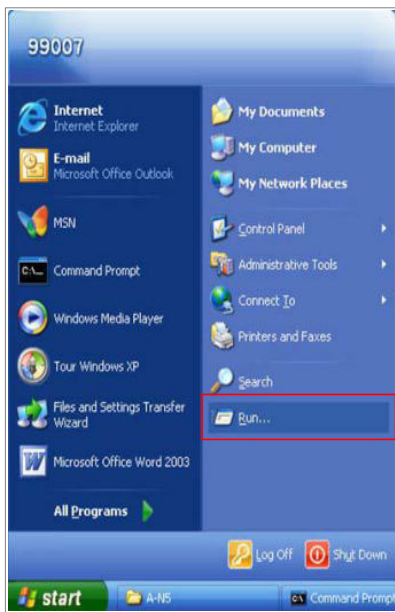 99007
Internet
Internet Explorer
E-mail
Microsoft Office Outlook
MSN
C:\_
Command Prompt
Windows Media Player
Tour Windows XP
Files and Settings Transfer
Wizard
Microsoft Office Word 2003
All Programs
My Documents
My Computer
My Network Places
Control Panel
Administrative Tools
Connect To
Printers and Faxes
Search
Run...
Log Off
Shut Down
start
A-N5
Command Prompt